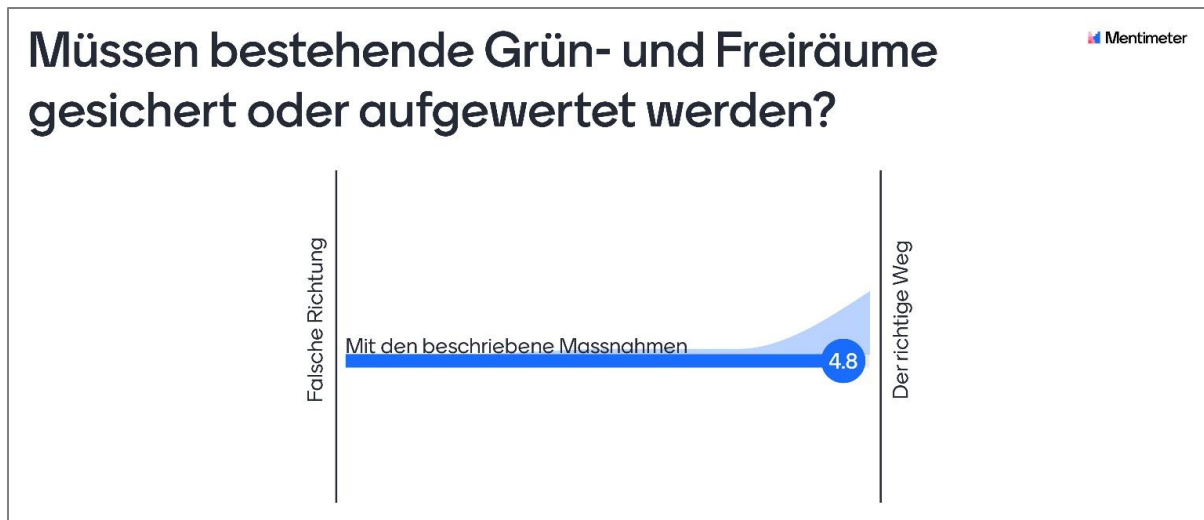 Müssen bestehende Grün- und Freiräume
gesichert oder aufgewertet werden?
Mentimeter
Falsche Richtung
Mit den beschriebene Massnahmen
4.8
Der richtige Weg